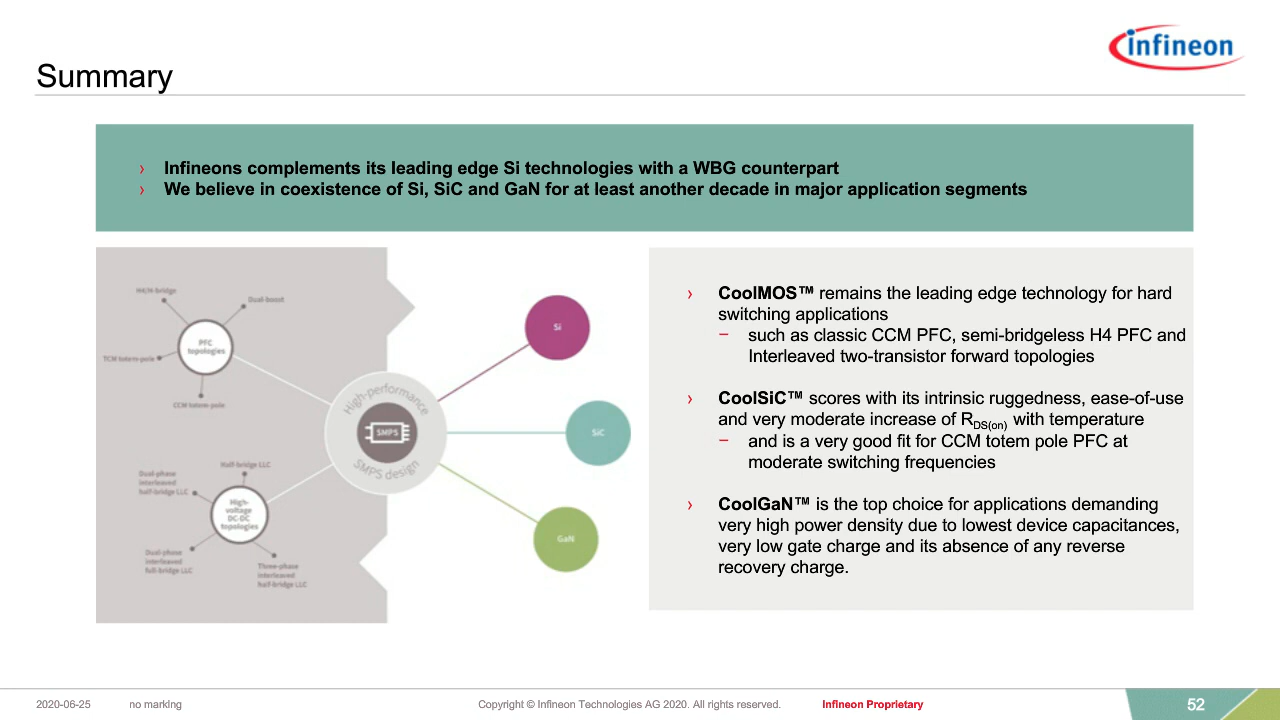 infineon
Summary
› Infineons complements its leading edge Si technologies with a WBG counterpart
› We believe in coexistence of Si, SiC and GaN for at least another decade in major application segments
H4/H-bridge
Dual-boost
PFC
topologies
TCM totem-pole
CCM totem-pole
High-performance
SMPS
SMPS design
Half-bridge LLC
Dual-phase
interleaved
half-bridge LLC
High-
voltage
DC-DC
topologies
Dual-phase
interleaved
full-bridge LLC
Three-phase
interleaved
half-bridge LLC
Si
SiC
GaN
› CoolMOS™ remains the leading edge technology for hard
switching applications
– such as classic CCM PFC, semi-bridgeless H4 PFC and
Interleaved two-transistor forward topologies
› CoolSiC™ scores with its intrinsic ruggedness, ease-of-use
and very moderate increase of RDS(on) with temperature
– and is a very good fit for CCM totem pole PFC at
moderate switching frequencies
› CoolGaN™ is the top choice for applications demanding
very high power density due to lowest device capacitances,
very low gate charge and its absence of any reverse
recovery charge.
2020-06-25 no marking Copyright © Infineon Technologies AG 2020. All rights reserved. Infineon Proprietary 52